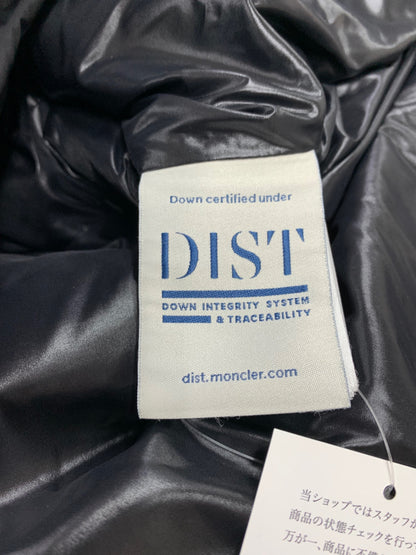 Down certified under
DIST
DOWN INTEGRITY SYSTEM
& TRACEABILITY
dist.moncler.com
当ショップではスタッフが
商品の状態チェックを行っ
万が一、商品に不